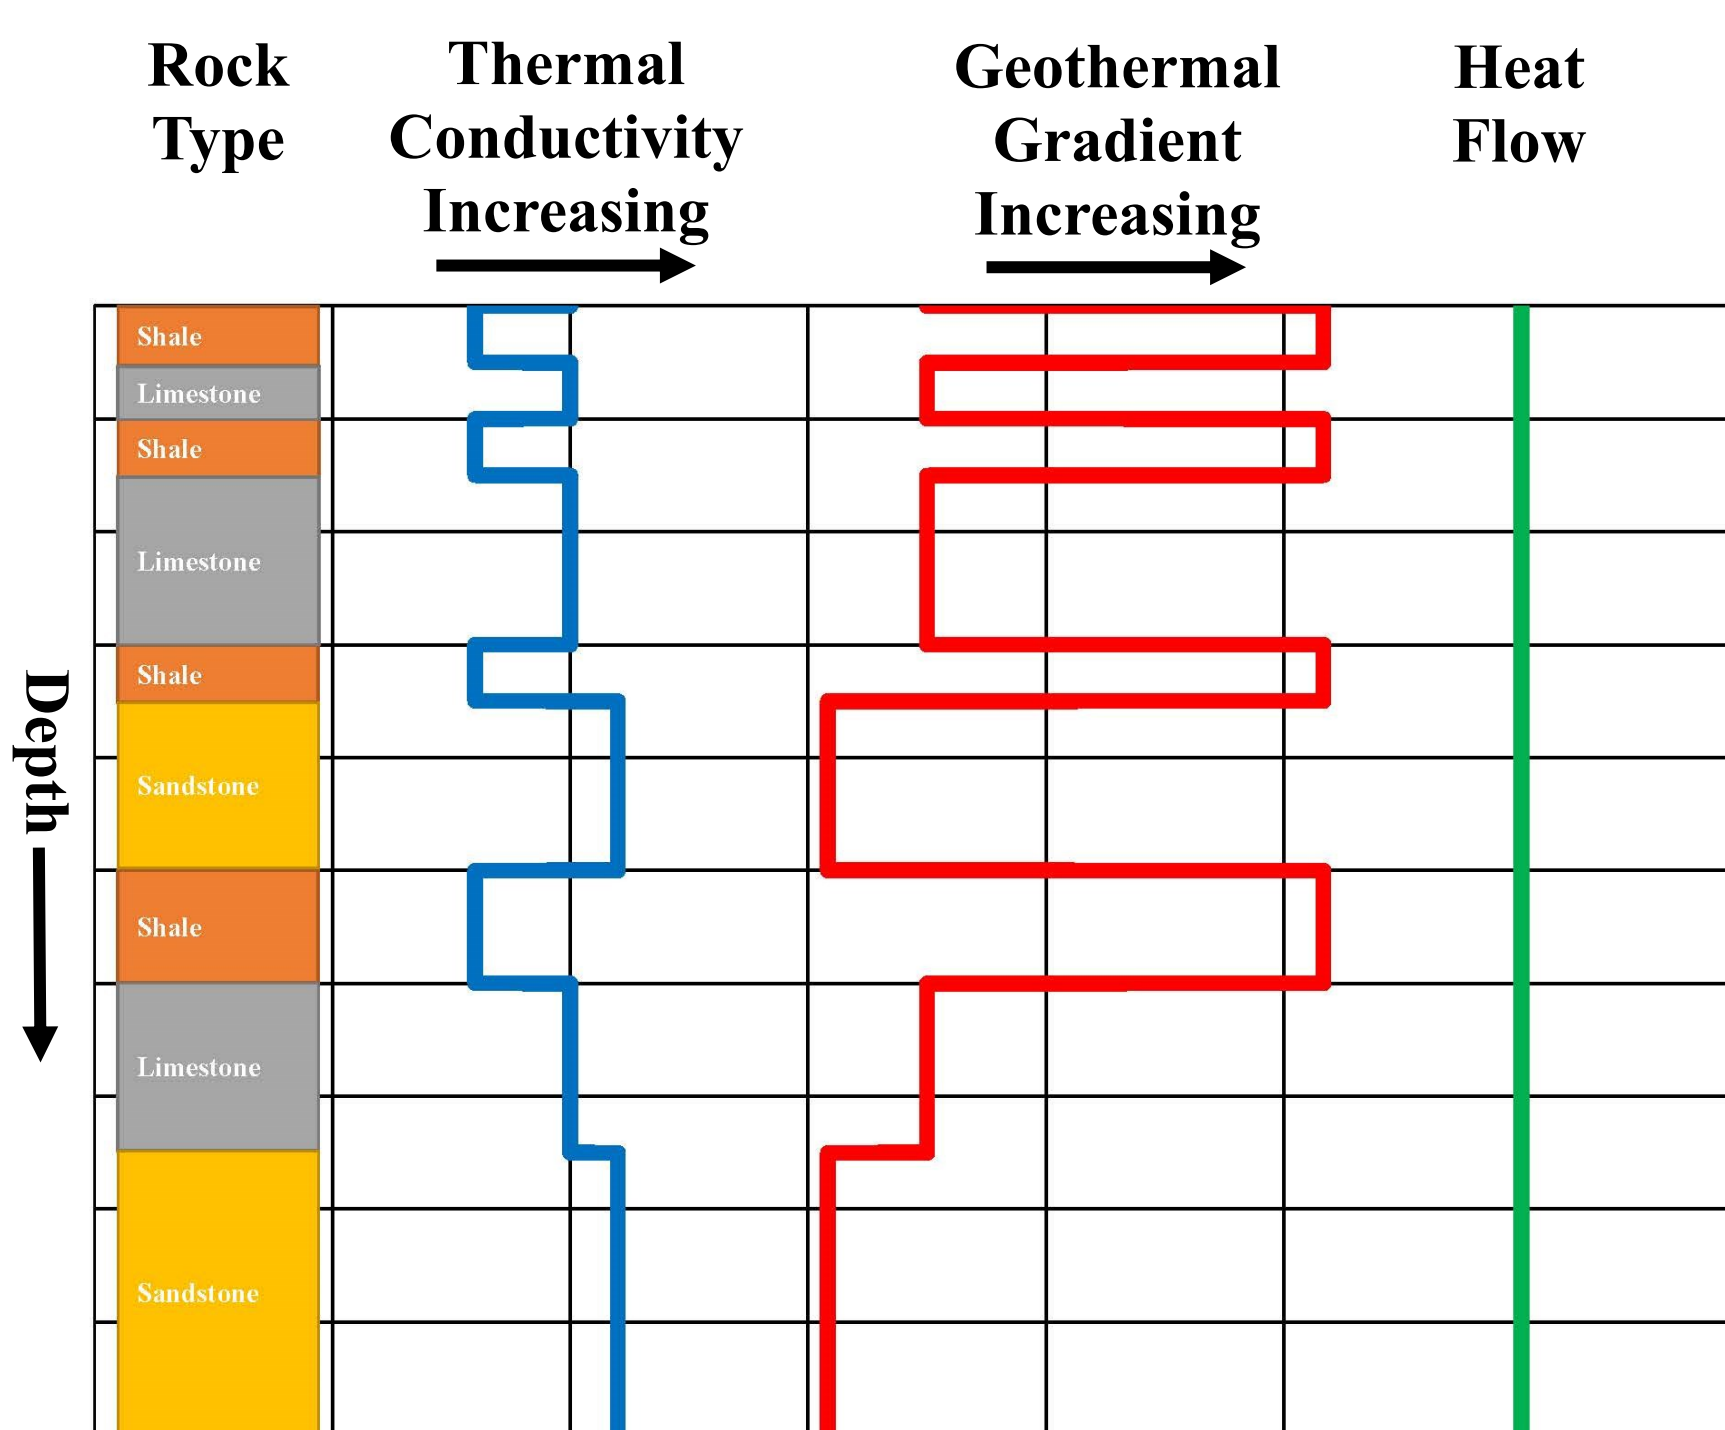 Rock
Type
Thermal
Conductivity
Increasing
Geothermal
Gradient
Increasing
Heat
Flow
Depth
Shale
Limestone
Shale
Limestone
Shale
Sandstone
Shale
Limestone
Sandstone